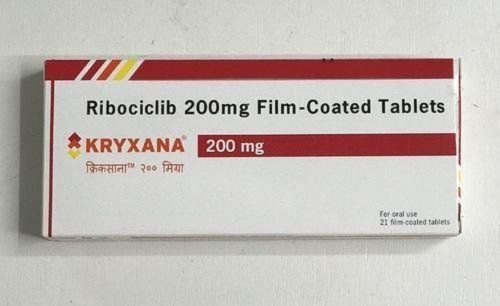 Ribociclib 200mg Film-Coated Tablets
KRYXANA® 200 mg
क्रिक्साना™ २०० मिग्रा
For oral use
21 film-coated tablets